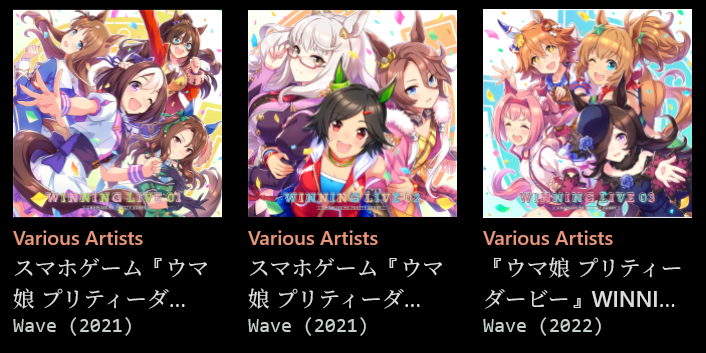 WINNING LIVE 01
WINNING LIVE 02
WINNING LIVE 03
Various Artists
スマホゲーム『ウマ
娘 プリティーダ...
Wave (2021)
Various Artists
スマホゲーム『ウマ
娘 プリティーダ...
Wave (2021)
Various Artists
『ウマ娘 プリティー
ダービー』WINNI...
Wave (2022)